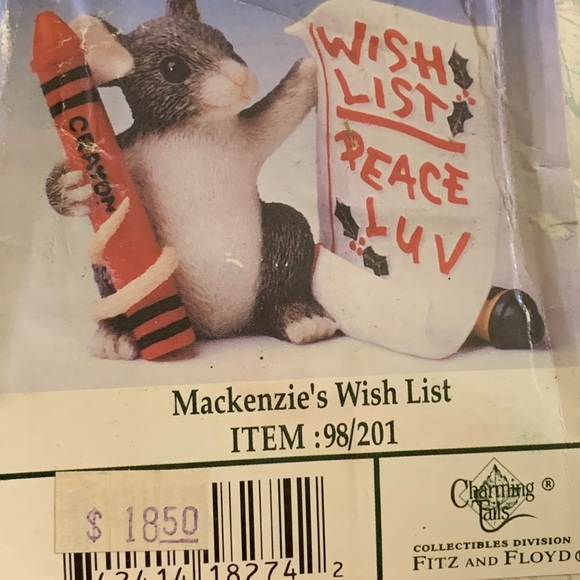 CRAYON
WISH
LIST
PEACE
LUV
Mackenzie's Wish List
ITEM :98/201
$ 1850
18274 2
Charming ®
Tails
COLLECTIBLES DIVISION
FITZ AND FLOYD®